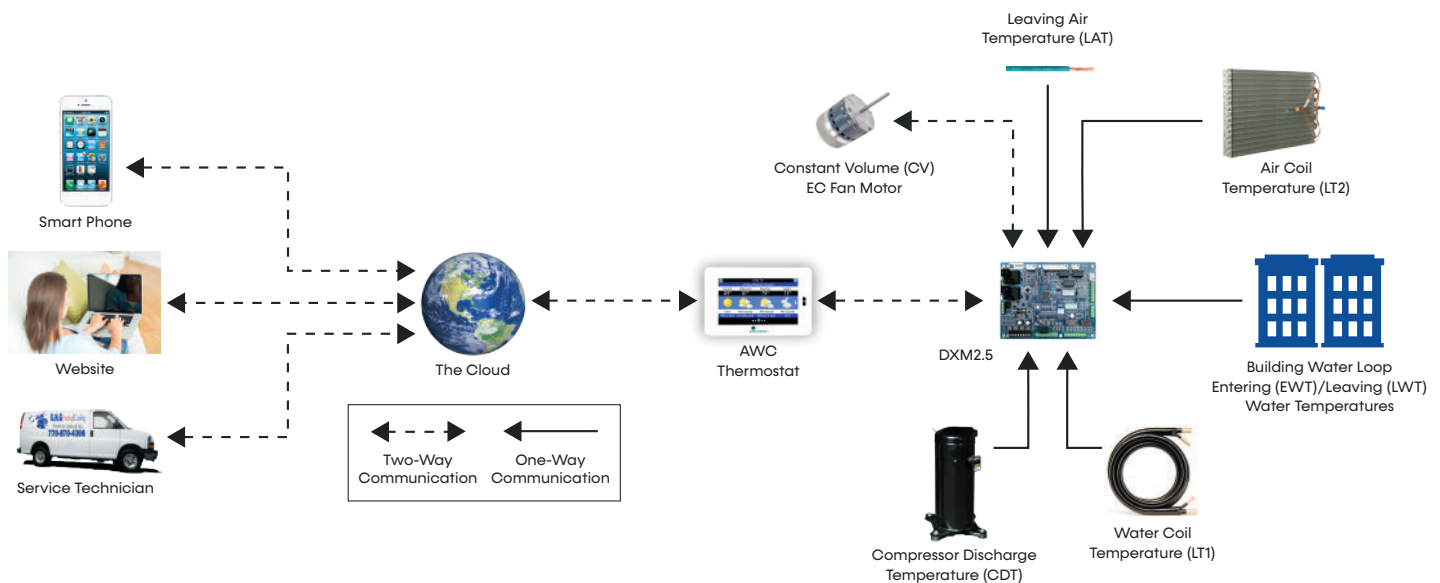 Leaving Air
Temperature (LAT)
Constant Volume (CV)
EC Fan Motor
Air Coil
Temperature (LT2)
Smart Phone
Website
Service Technician
The Cloud
AWC
Thermostat
DXM2.5
Building Water Loop
Entering (EWT)/Leaving (LWT)
Water Temperatures
Two-Way
Communication
One-Way
Communication
Compressor Discharge
Temperature (CDT)
Water Coil
Temperature (LT1)